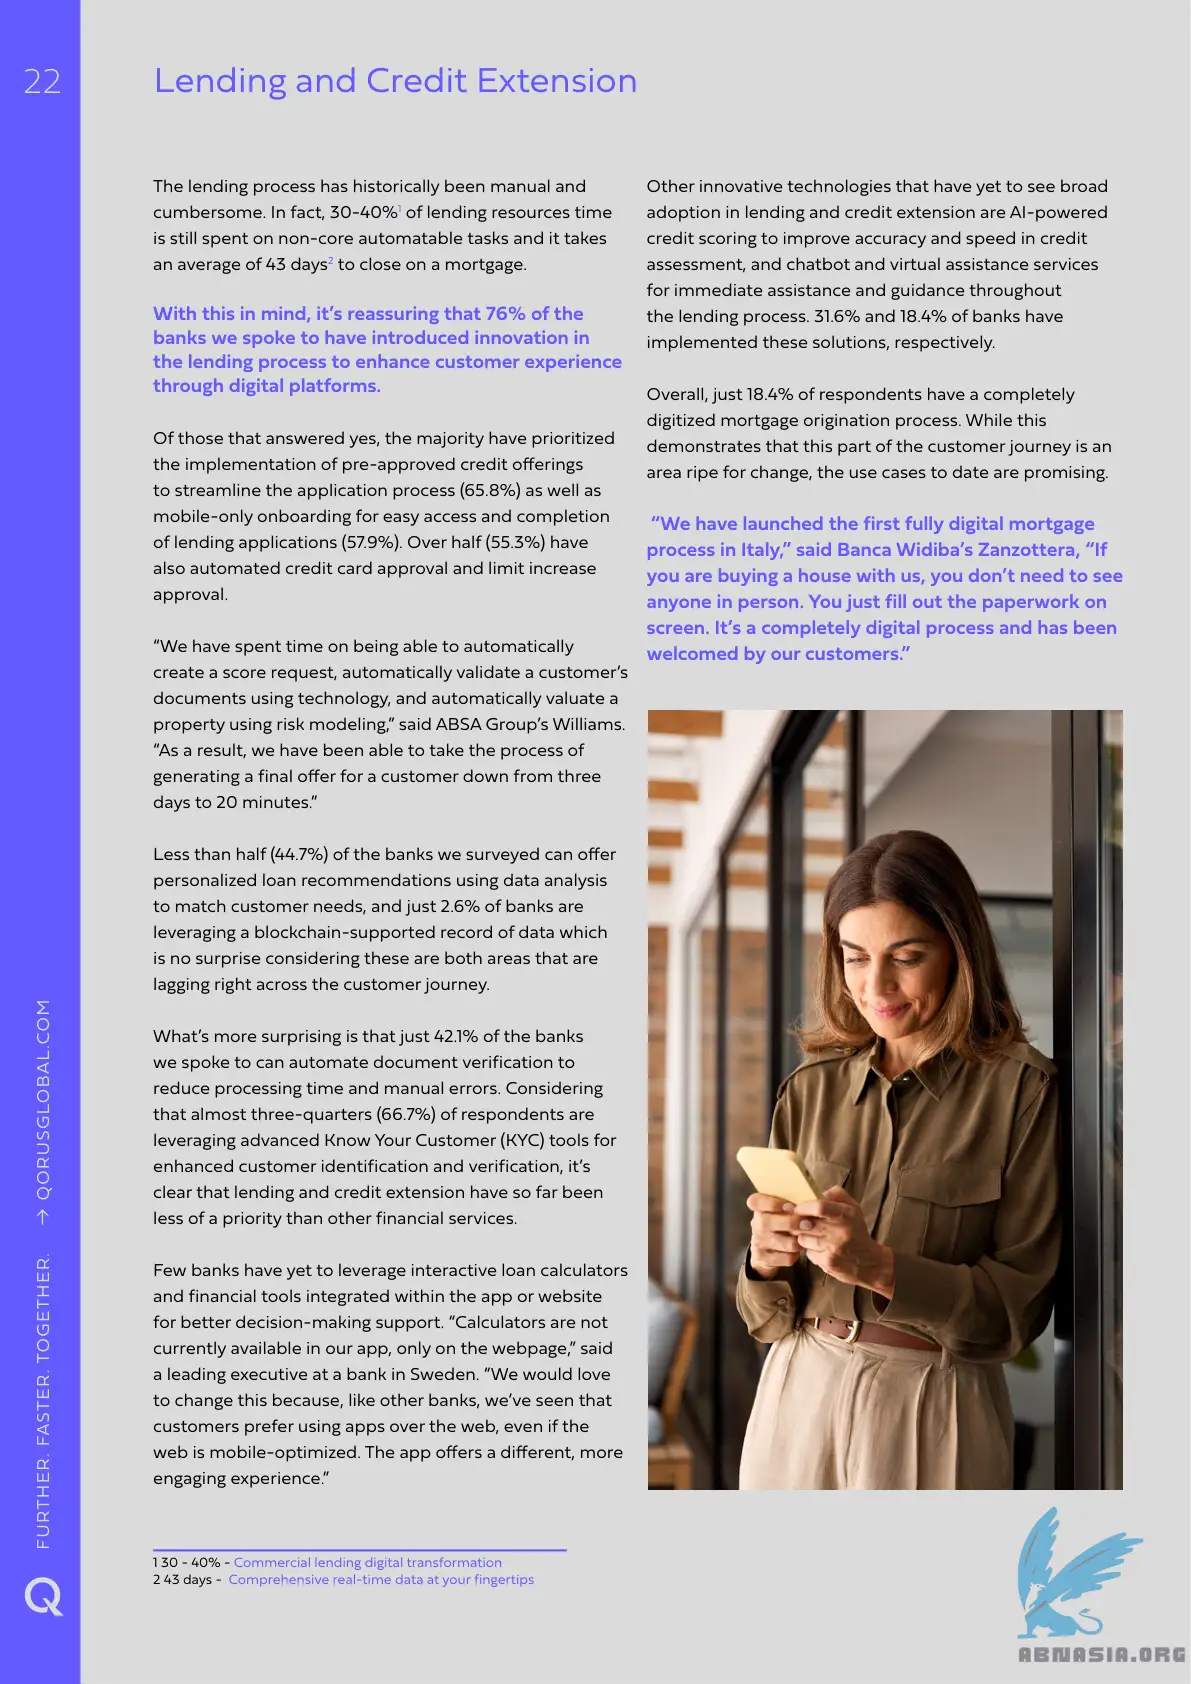 22
Lending and Credit Extension
The lending process has historically been manual and
cumbersome. In fact, 30-40%1 of lending resources time
is still spent on non-core automatable tasks and it takes
an average of 43 days2 to close on a mortgage.
With this in mind, it’s reassuring that 76% of the
banks we spoke to have introduced innovation in
the lending process to enhance customer experience
through digital platforms.
Of those that answered yes, the majority have prioritized
the implementation of pre-approved credit offerings
to streamline the application process (65.8%) as well as
mobile-only onboarding for easy access and completion
of lending applications (57.9%). Over half (55.3%) have
also automated credit card approval and limit increase
approval.
“We have spent time on being able to automatically
create a score request, automatically validate a customer’s
documents using technology, and automatically valuate a
property using risk modeling,” said ABSA Group’s Williams.
“As a result, we have been able to take the process of
generating a final offer for a customer down from three
days to 20 minutes.”
Less than half (44.7%) of the banks we surveyed can offer
personalized loan recommendations using data analysis
to match customer needs, and just 2.6% of banks are
leveraging a blockchain-supported record of data which
is no surprise considering these are both areas that are
lagging right across the customer journey.
What’s more surprising is that just 42.1% of the banks
we spoke to can automate document verification to
reduce processing time and manual errors. Considering
that almost three-quarters (66.7%) of respondents are
leveraging advanced Know Your Customer (KYC) tools for
enhanced customer identification and verification, it’s
clear that lending and credit extension have so far been
less of a priority than other financial services.
Few banks have yet to leverage interactive loan calculators
and financial tools integrated within the app or website
for better decision-making support. “Calculators are not
currently available in our app, only on the webpage,” said
a leading executive at a bank in Sweden. “We would love
to change this because, like other banks, we’ve seen that
customers prefer using apps over the web, even if the
web is mobile-optimized. The app offers a different, more
engaging experience.”
Other innovative technologies that have yet to see broad
adoption in lending and credit extension are AI-powered
credit scoring to improve accuracy and speed in credit
assessment, and chatbot and virtual assistance services
for immediate assistance and guidance throughout
the lending process. 31.6% and 18.4% of banks have
implemented these solutions, respectively.
Overall, just 18.4% of respondents have a completely
digitized mortgage origination process. While this
demonstrates that this part of the customer journey is an
area ripe for change, the use cases to date are promising.
“We have launched the first fully digital mortgage
process in Italy,” said Banca Widiba’s Zanzottera, “If
you are buying a house with us, you don’t need to see
anyone in person. You just fill out the paperwork on
screen. It’s a completely digital process and has been
welcomed by our customers.”
1 30 - 40% - Commercial lending digital transformation
2 43 days - Comprehensive real-time data at your fingertips
FURTHER. FASTER. TOGETHER. → QORUSGLOBAL.COM
Q
ABNASIA.ORG